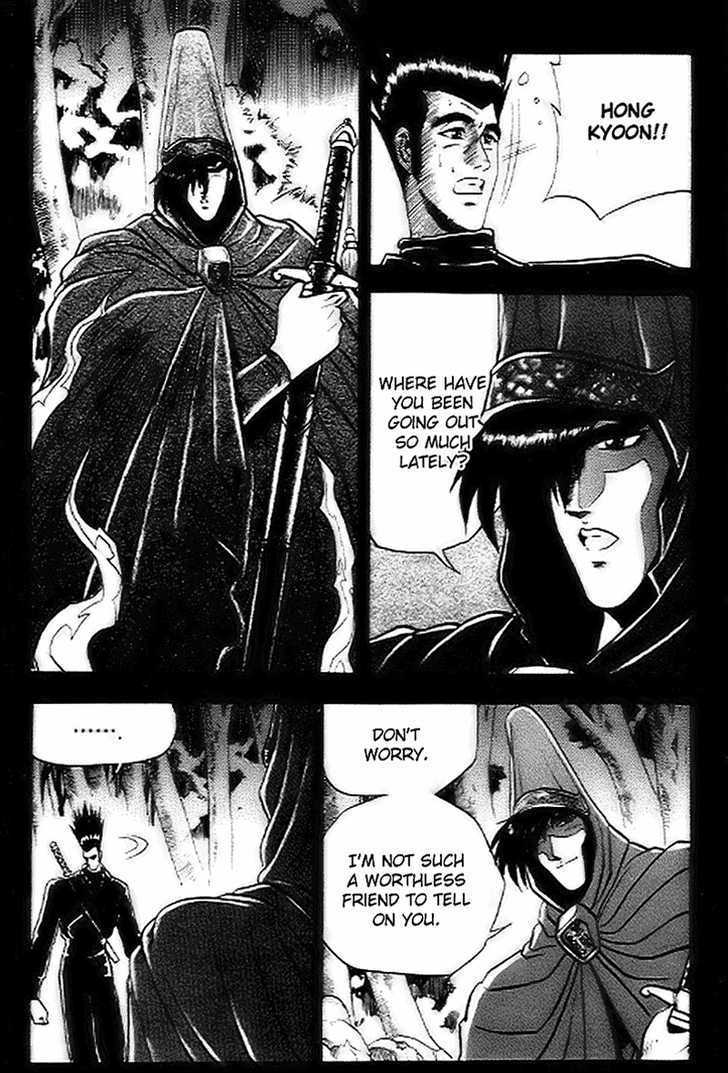 HONG
KYOON!!
WHERE HAVE
YOU BEEN
GOING OUT
SO MUCH
LATELY?
.......
DON'T
WORRY.
I'M NOT SUCH
A WORTHLESS
FRIEND TO TELL
ON YOU.